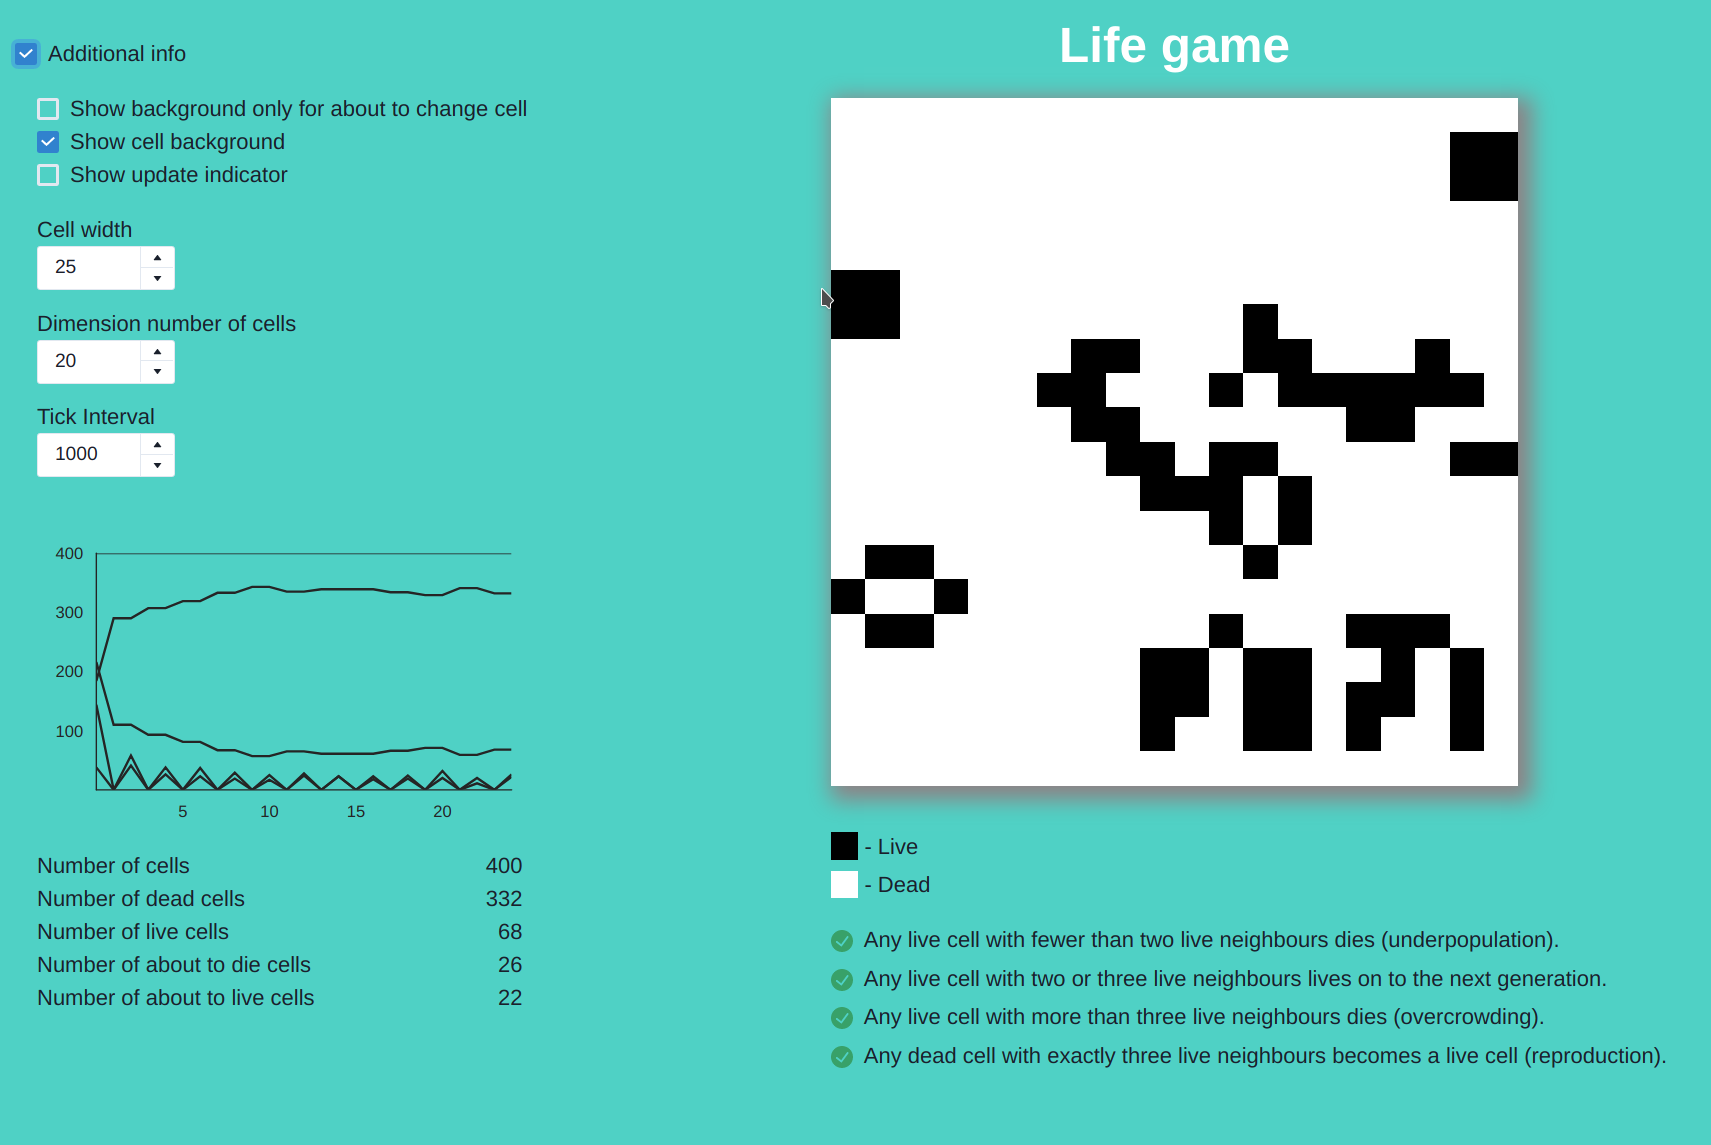 Additional info
Show background only for about to change cell
Show cell background
Show update indicator
Cell width
25
Dimension number of cells
20
Tick Interval
1000
400
300
200
100
5 10 15 20
Number of cells 400
Number of dead cells 332
Number of live cells 68
Number of about to die cells 26
Number of about to live cells 22
Life game
- Live
- Dead
Any live cell with fewer than two live neighbours dies (underpopulation).
Any live cell with two or three live neighbours lives on to the next generation.
Any live cell with more than three live neighbours dies (overcrowding).
Any dead cell with exactly three live neighbours becomes a live cell (reproduction).